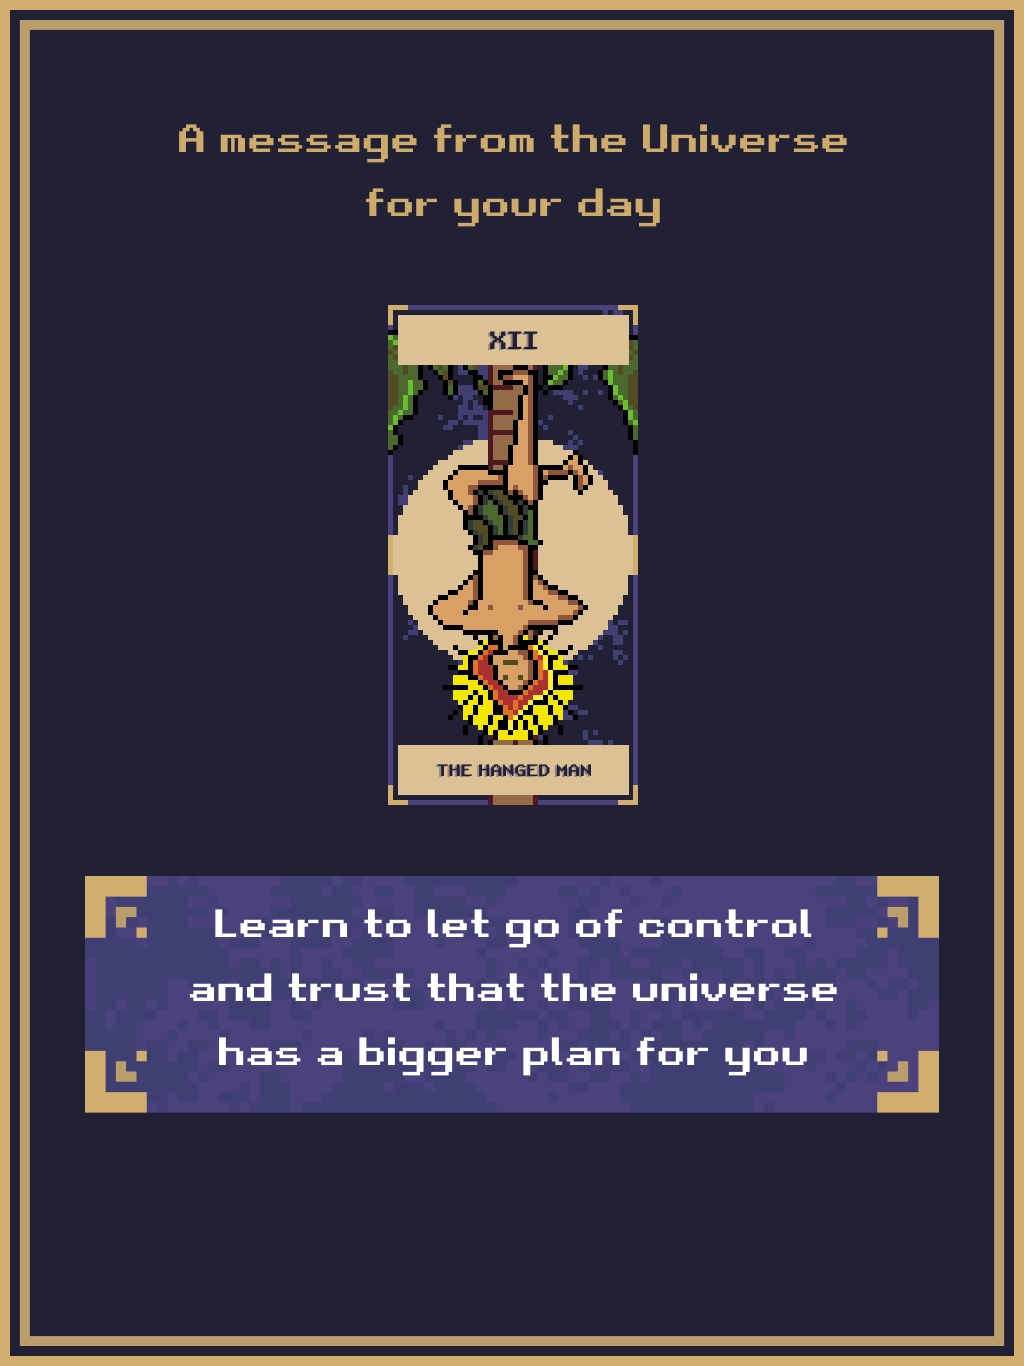 A message from the Universe
for your day
XII
THE HANGED MAN
Learn to let go of control
and trust that the universe
has a bigger plan for you